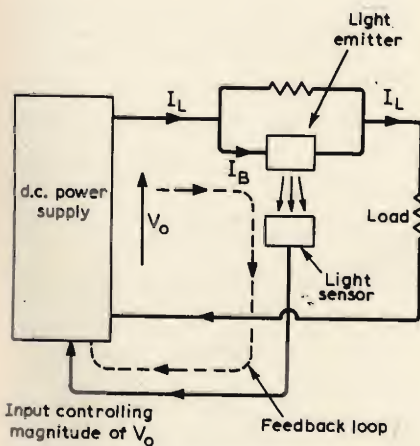 Light
emitter
I_L
I_L
I_B
d.c. power
supply
V_o
Load
Light
sensor
Input controlling
magnitude of V_o
Feedback loop